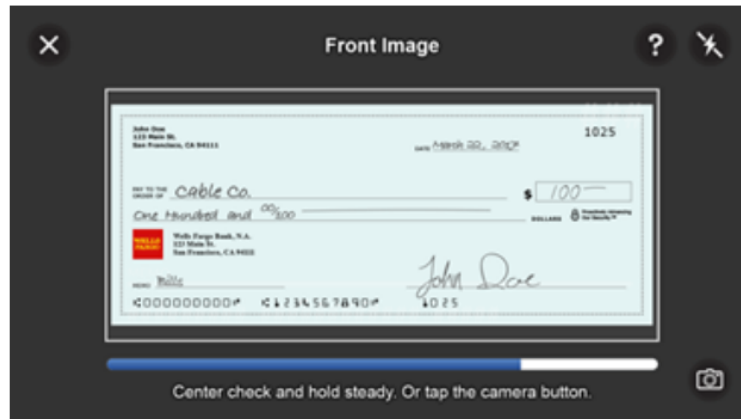 Front Image
?
John Doe
123 Main St.
San Francisco, CA 94111
1025
DATE March 22,
PAY TO THE
ORDER OF Cable Co.
$ 100
One Hundred and 00/100
DOLLARS
WELLS
FARGO
Wells Fargo Bank, N.A.
123 Main St.
San Francisco, CA 94111
MEMO Bills
John Doe
000000000 1234567890 1025
Center check and hold steady. Or tap the camera button.